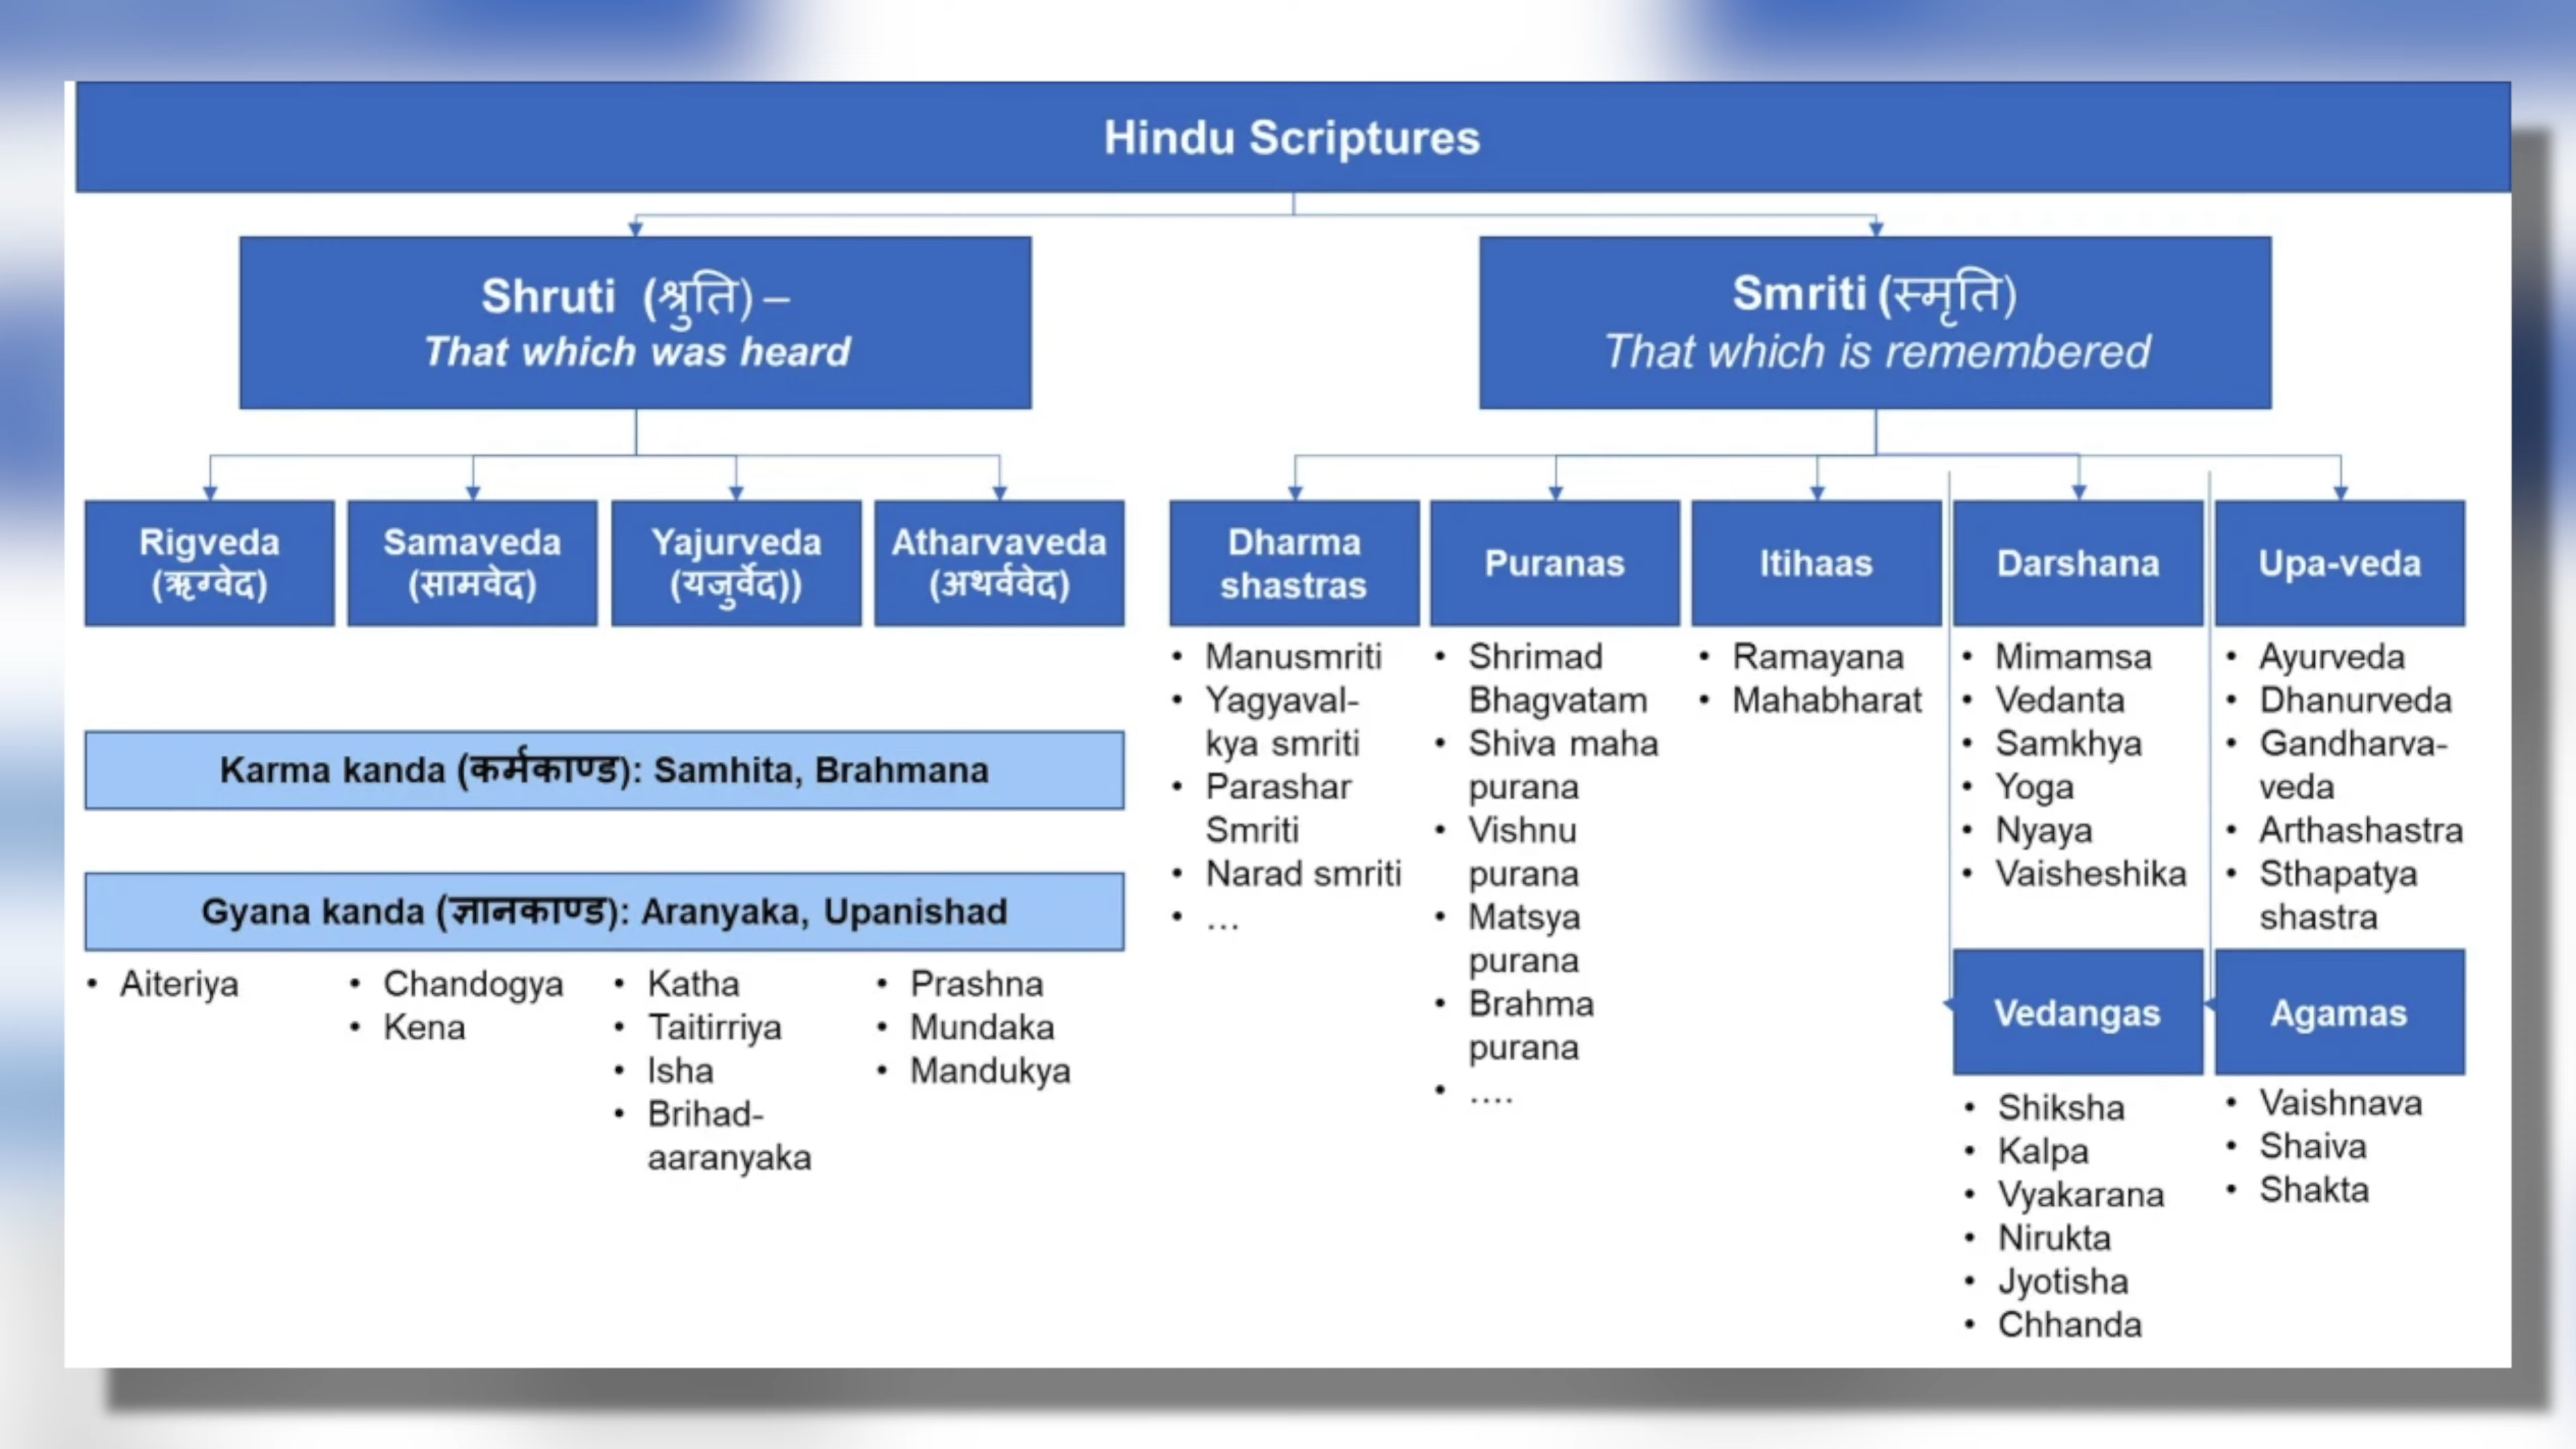 Hindu Scriptures
Shruti (श्रुति) –
That which was heard
Smriti (स्मृति)
That which is remembered
Rigveda
(ऋग्वेद)
Samaveda
(सामवेद)
Yajurveda
(यजुर्वेद))
Atharvaveda
(अथर्ववेद)
Karma kanda (कर्मकाण्ड): Samhita, Brahmana
Gyana kanda (ज्ञानकाण्ड): Aranyaka, Upanishad
• Aiteriya
• Chandogya
• Kena
• Katha
• Taitirriya
• Isha
• Brihad-
aaranyaka
• Prashna
• Mundaka
• Mandukya
Dharma
shastras
• Manusmriti
• Yagyaval-
kya smriti
• Parashar
Smriti
• Narad smriti
• ...
Puranas
• Shrimad
Bhagvatam
• Shiva maha
purana
• Vishnu
purana
• Matsya
purana
• Brahma
purana
• ....
Itihaas
• Ramayana
• Mahabharat
Darshana
• Mimamsa
• Vedanta
• Samkhya
• Yoga
• Nyaya
• Vaisheshika
Upa-veda
• Ayurveda
• Dhanurveda
• Gandharva-
veda
• Arthashastra
• Sthapatya
shastra
Vedangas
• Shiksha
• Kalpa
• Vyakarana
• Nirukta
• Jyotisha
• Chhanda
Agamas
• Vaishnava
• Shaiva
• Shakta